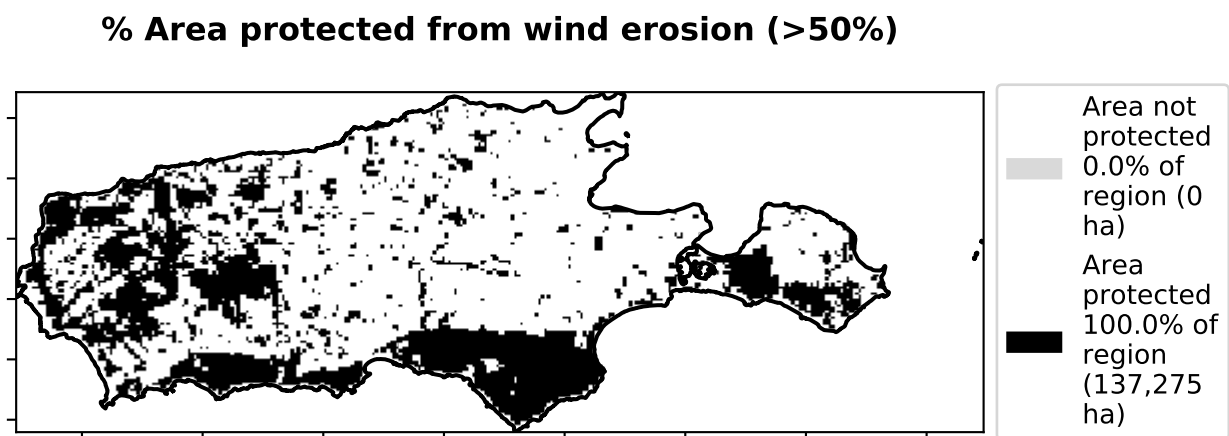 % Area protected from wind erosion (>50%)
Area not
protected
0.0% of
region (0
ha)
Area
protected
100.0% of
region
(137,275
ha)